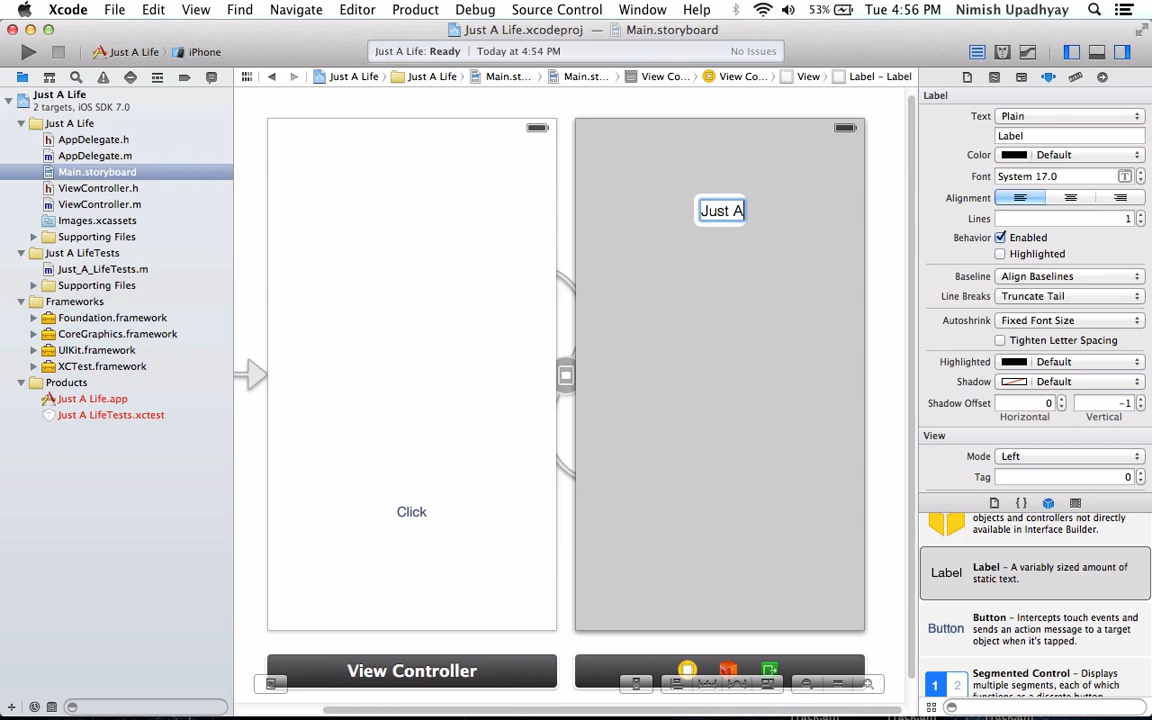 Xcode File Edit View Find Navigate Editor Product Debug Source Control Window Help 53% Tue 4:56 PM Nimish Upadhyay
Just A Life.xcodeproj — Main.storyboard
Just A Life iPhone
Just A Life: Ready Today at 4:54 PM No Issues
Just A Life Just A Life Main.st... Main.st... View Co... View Co... View Label – Label
Just A Life
2 targets, iOS SDK 7.0
Just A Life
AppDelegate.h
AppDelegate.m
Main.storyboard
ViewController.h
ViewController.m
Images.xcassets
Supporting Files
Just A LifeTests
Just_A_LifeTests.m
Supporting Files
Frameworks
Foundation.framework
CoreGraphics.framework
UIKit.framework
XCTest.framework
Products
Just A Life.app
Just A LifeTests.xctest
Click
View Controller
Just A
Label
Text Plain
Label
Color Default
Font System 17.0
Alignment
Lines 1
Behavior Enabled
Highlighted
Baseline Align Baselines
Line Breaks Truncate Tail
Autoshrink Fixed Font Size
Tighten Letter Spacing
Highlighted Default
Shadow Default
Shadow Offset 0 -1
Horizontal Vertical
View
Mode Left
Tag 0
objects and controllers not directly
available in Interface Builder.
Label
Label – A variably sized amount of
static text.
Button
Button – Intercepts touch events and
sends an action message to a target
object when it's tapped.
1 2
Segmented Control – Displays
multiple segments, each of which
functions as a discrete button.